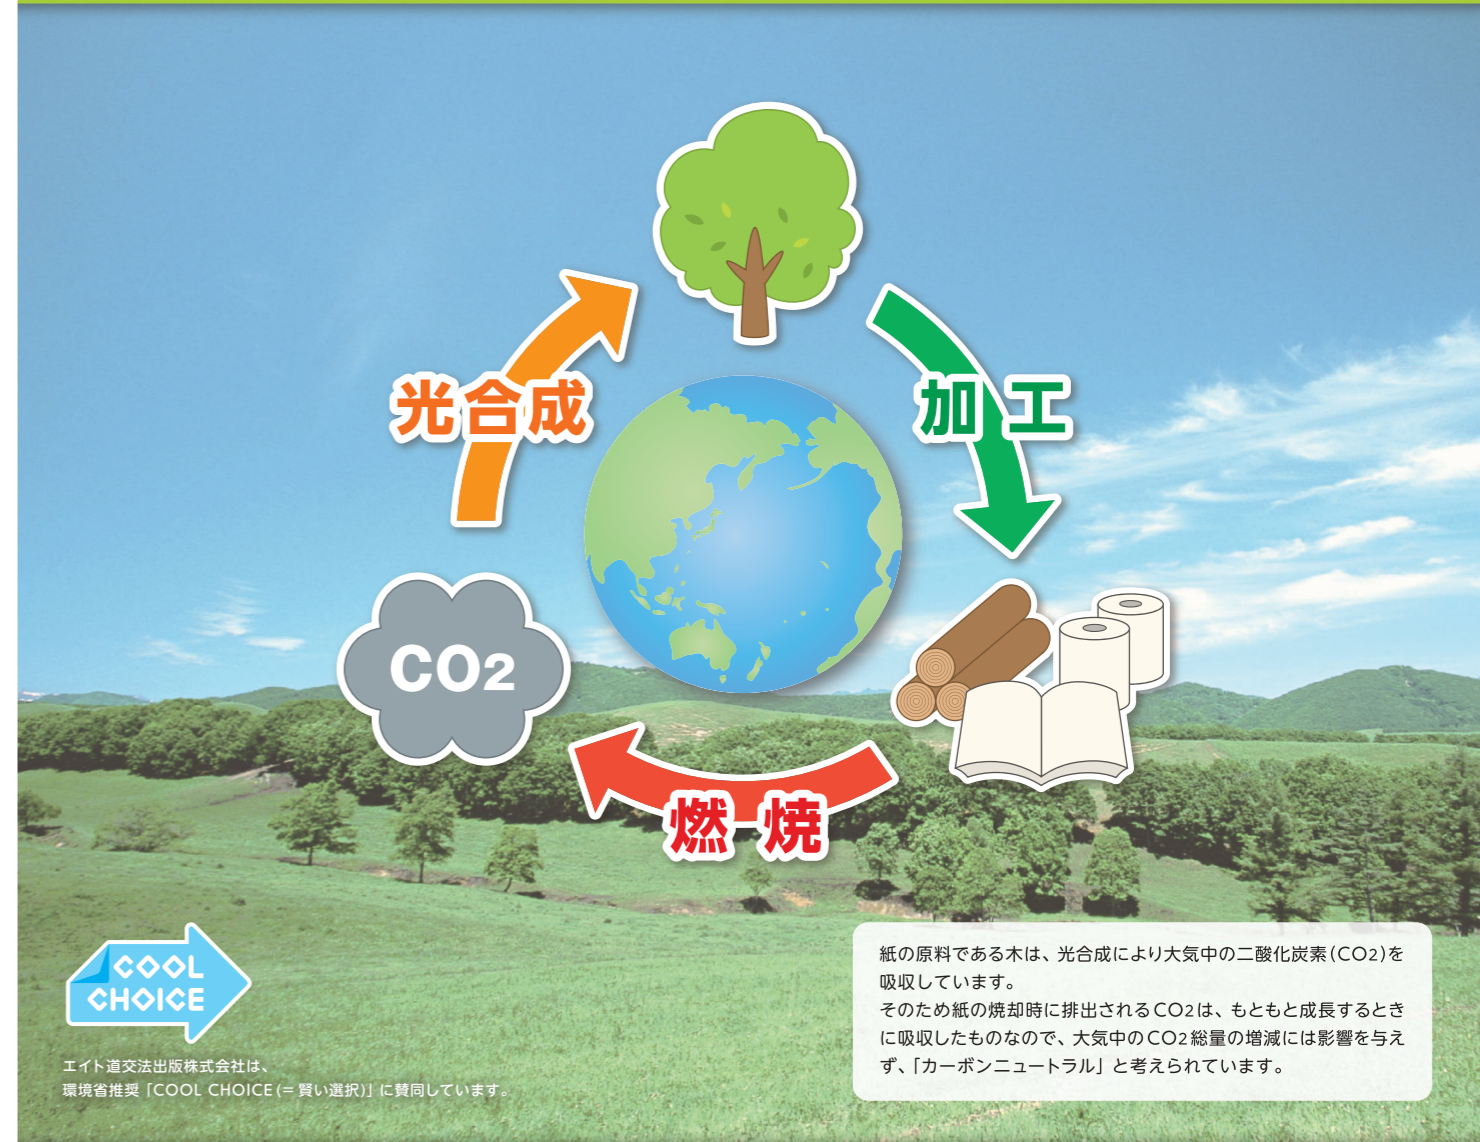 光合成
加工
CO2
燃焼
COOL
CHOICE
エイト道交法出版株式会社は、
環境省推奨「COOL CHOICE(=賢い選択)」に賛同しています。
紙の原料である木は、光合成により大気中の二酸化炭素(CO2)を
吸収しています。
そのため紙の焼却時に排出されるCO2は、もともと成長するとき
に吸収したものなので、大気中のCO2総量の増減には影響を与え
ず、「カーボンニュートラル」と考えられています。